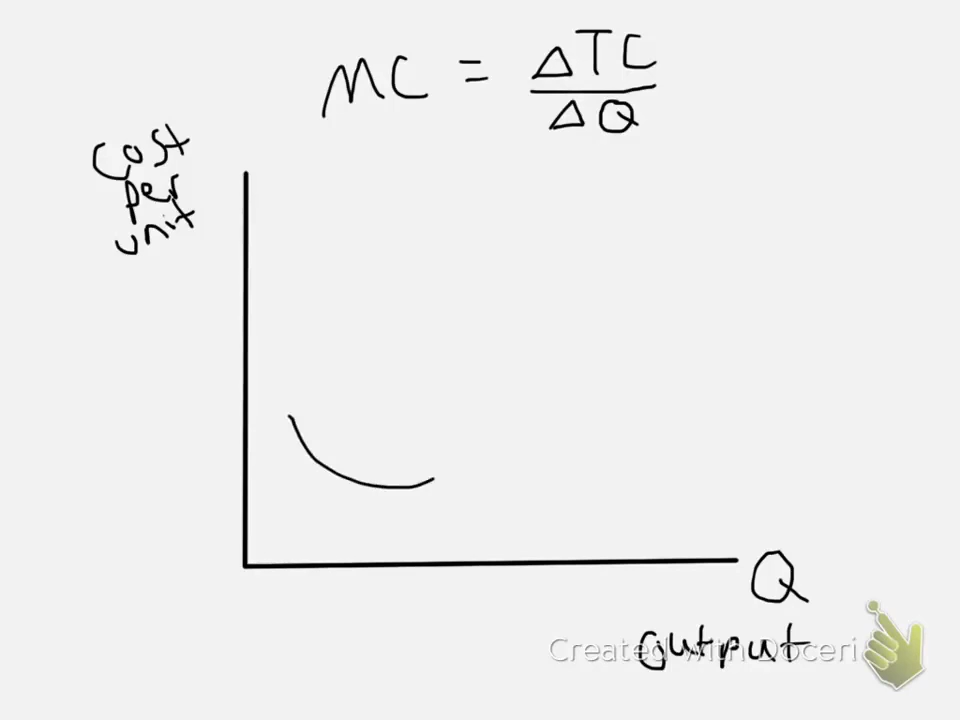 MC = ΔTC
ΔQ
Cost
per
unit
Q
output
Created with Doceri